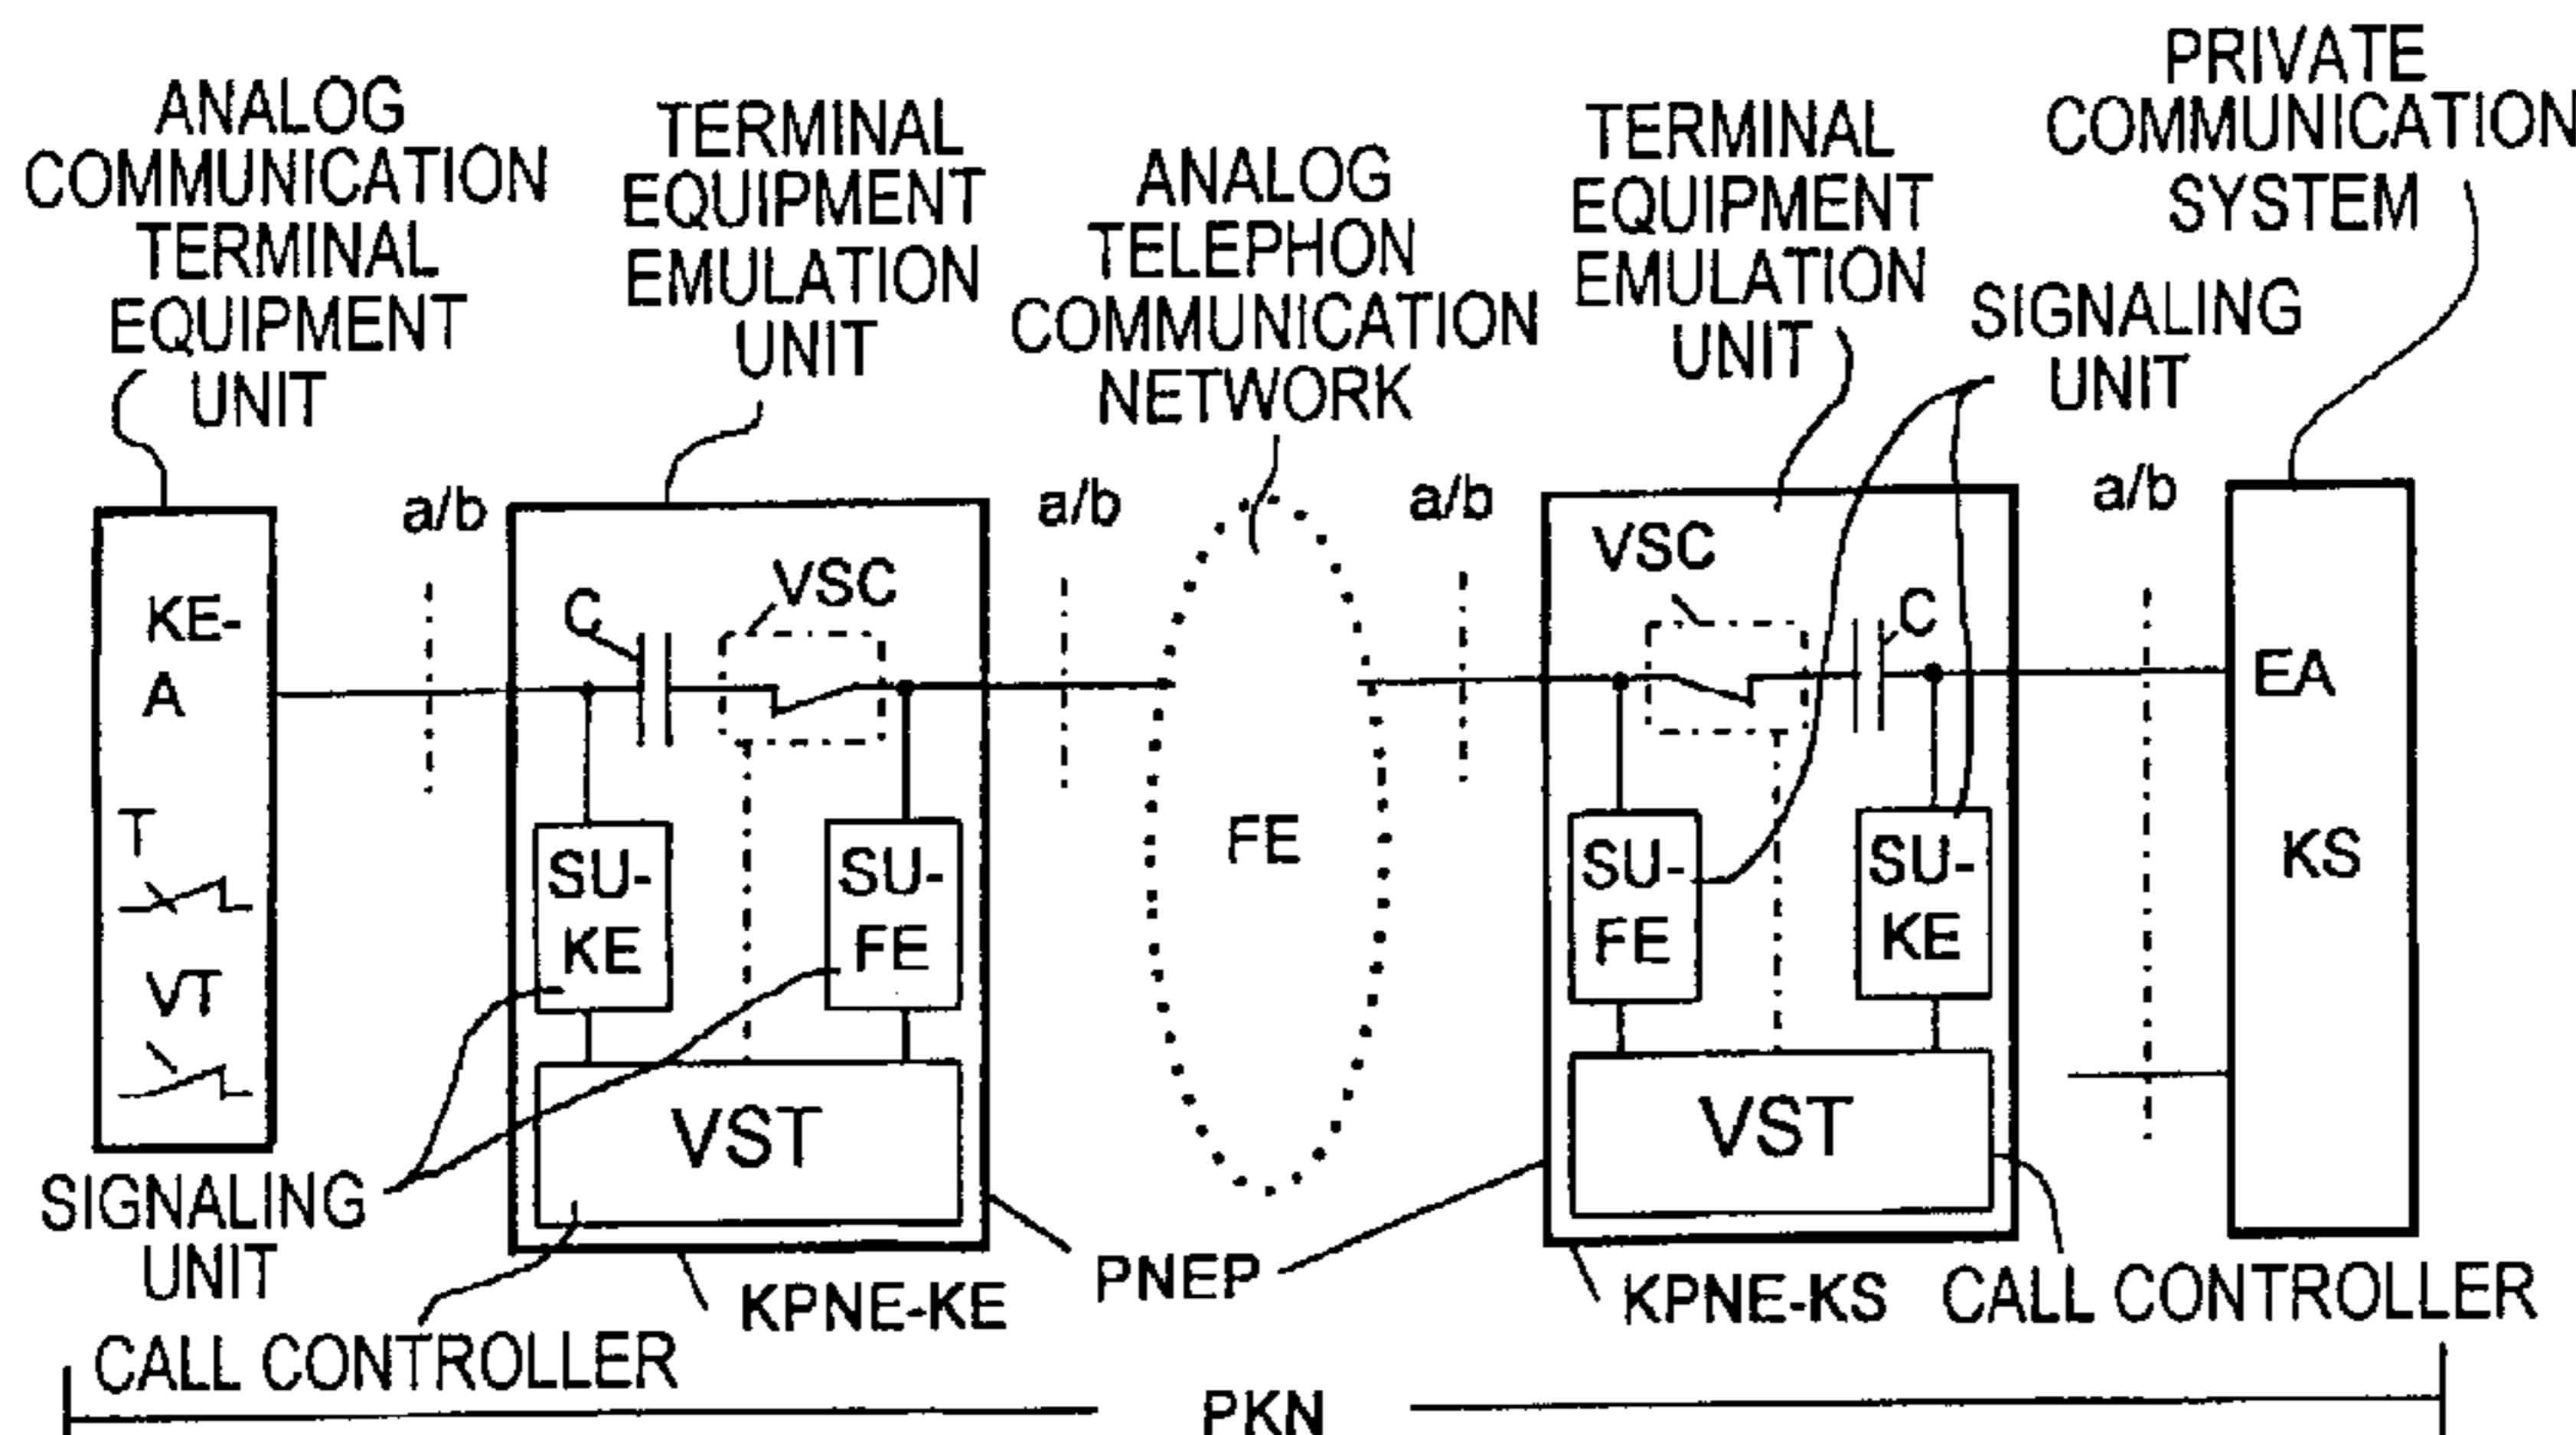 ANALOG
COMMUNICATION
TERMINAL
EQUIPMENT
UNIT
TERMINAL
EQUIPMENT
EMULATION
UNIT
ANALOG
TELEPHON
COMMUNICATION
NETWORK
TERMINAL
EQUIPMENT
EMULATION
UNIT
SIGNALING
UNIT
PRIVATE
COMMUNICATION
SYSTEM
a/b
a/b
a/b
a/b
KE-
A
T
VT
C
VSC
SU-
KE
SU-
FE
VST
FE
VSC
C
SU-
FE
SU-
KE
VST
EA
KS
SIGNALING
UNIT
CALL CONTROLLER
KPNE-KE
PNEP
KPNE-KS
CALL CONTROLLER
PKN